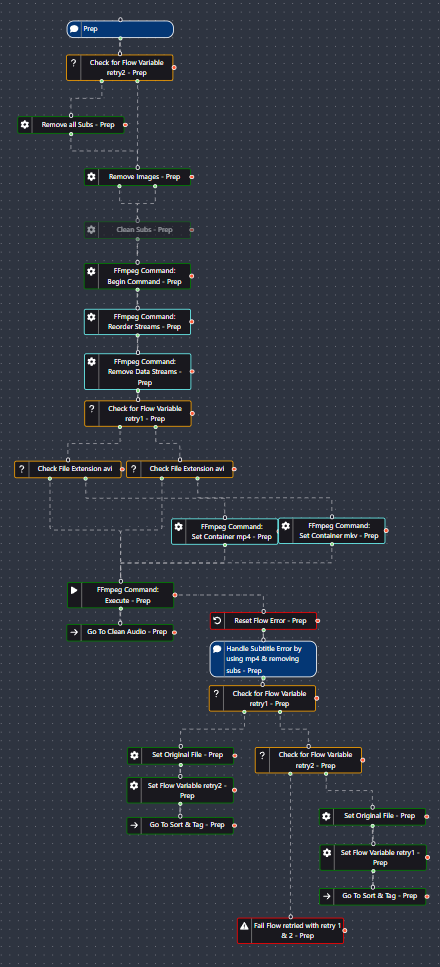 Prep
Check for Flow Variable
retry2 - Prep
Remove all Subs - Prep
Remove Images - Prep
Clean Subs - Prep
FFmpeg Command:
Begin Command - Prep
FFmpeg Command:
Reorder Streams - Prep
FFmpeg Command:
Remove Data Streams -
Prep
Check for Flow Variable
retry1 - Prep
Check File Extension avi
Check File Extension avi
FFmpeg Command:
Set Container mp4 - Prep
FFmpeg Command:
Set Container mkv - Prep
FFmpeg Command:
Execute - Prep
Go To Clean Audio - Prep
Reset Flow Error - Prep
Handle Subtitle Error by
using mp4 & removing
subs - Prep
Check for Flow Variable
retry1 - Prep
Set Original File - Prep
Set Flow Variable retry2 -
Prep
Go To Sort & Tag - Prep
Check for Flow Variable
retry2 - Prep
Set Original File - Prep
Set Flow Variable retry1 -
Prep
Go To Sort & Tag - Prep
Fail Flow retried with retry 1
& 2 - Prep